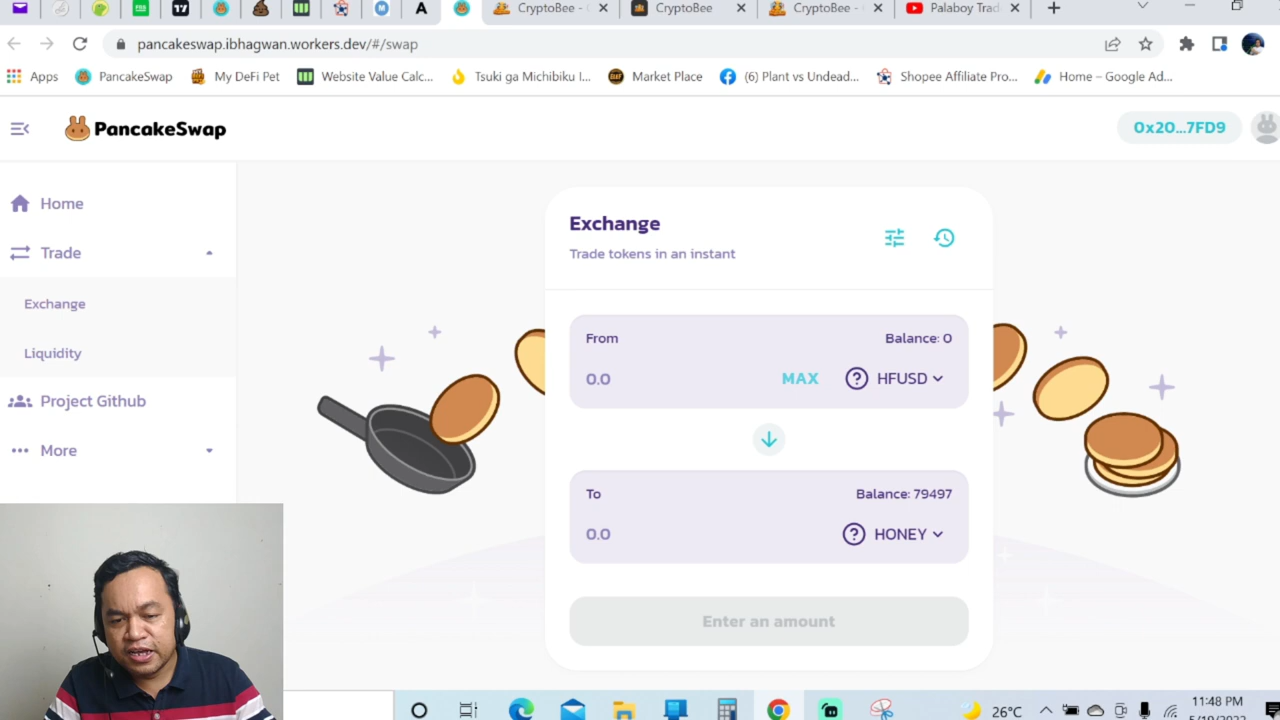 CryptoBee -
CryptoBee
CryptoBee -
Palaboy Trad
pancakeswap.ibhagwan.workers.dev/#/swap
Apps
PancakeSwap
My DeFi Pet
Website Value Calc...
Tsuki ga Michibiku I...
Market Place
(6) Plant vs Undead...
Shopee Affiliate Pro...
Home – Google Ad...
PancakeSwap
0x20...7FD9
Home
Trade
Exchange
Liquidity
Project Github
More
Exchange
Trade tokens in an instant
From
Balance: 0
0.0
MAX
HFUSD
To
Balance: 79497
0.0
HONEY
Enter an amount
26°C
11:48 PM